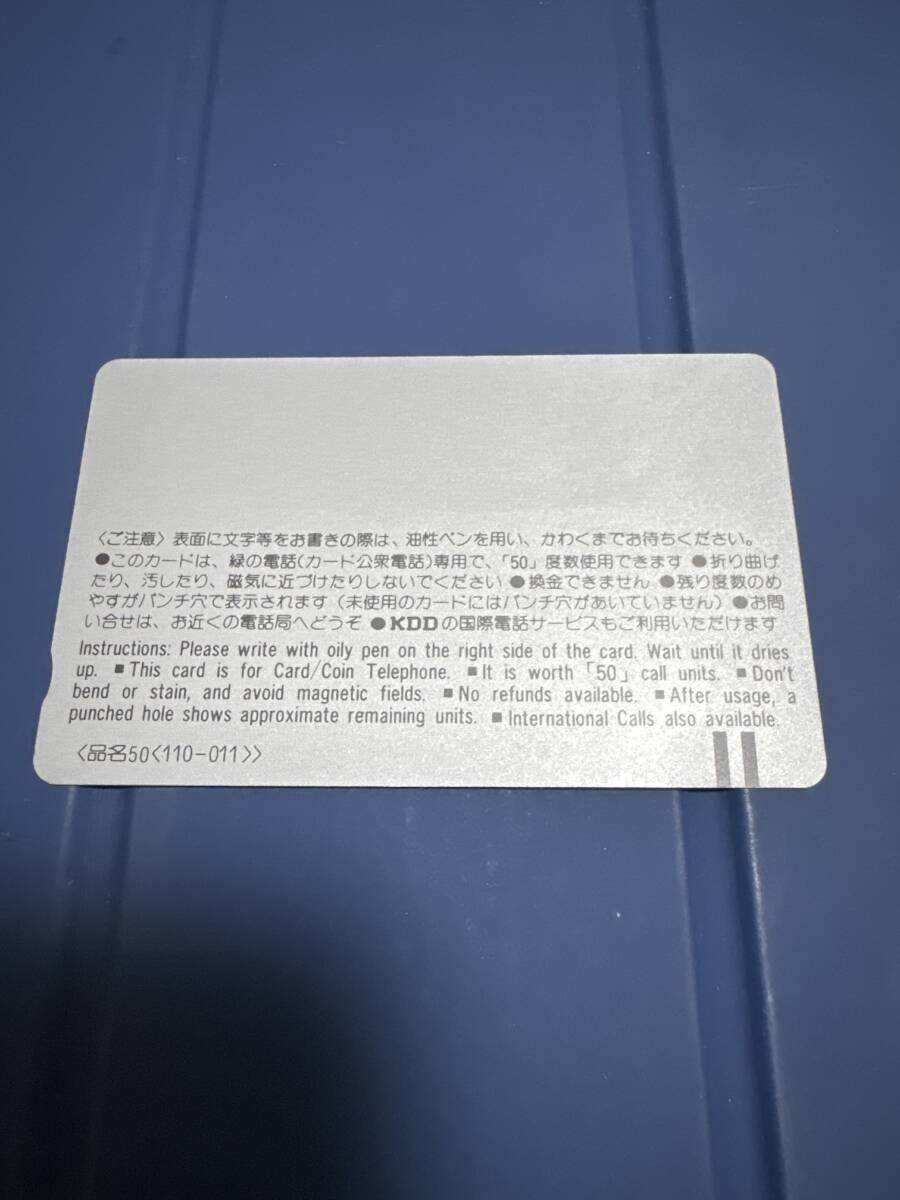 〈ご注意〉表面に文字等をお書きの際は、油性ペンを用い、かわくまでお待ちください。
●このカードは、緑の電話(カード公衆電話)専用で、「50」度数使用できます ●折り曲げ
たり、汚したり、磁気に近づけたりしないでください ●換金できません ●残り度数のめ
やすがパンチ穴で表示されます（未使用のカードにはパンチ穴があいていません）●お問
い合せは、お近くの電話局へどうぞ ●KDDの国際電話サービスもご利用いただけます
Instructions: Please write with oily pen on the right side of the card. Wait until it dries
up. ■This card is for Card/Coin Telephone. ■It is worth「50」call units. ■Don't
bend or stain, and avoid magnetic fields. ■No refunds available. ■After usage, a
punched hole shows approximate remaining units. ■International Calls also available.
〈品名50〈110-011〉〉